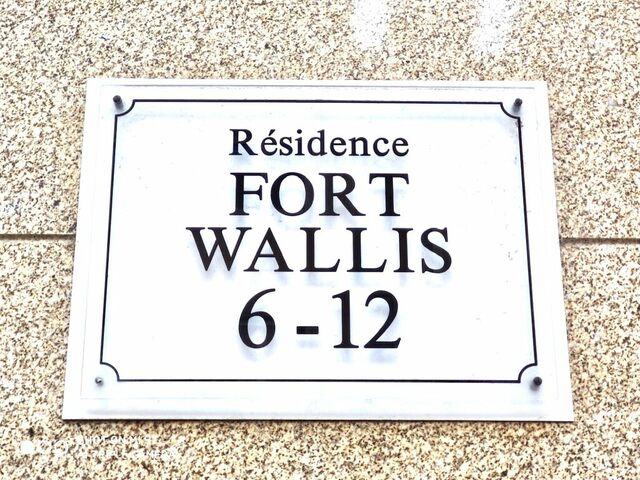 Résidence
FORT
WALLIS
6-12